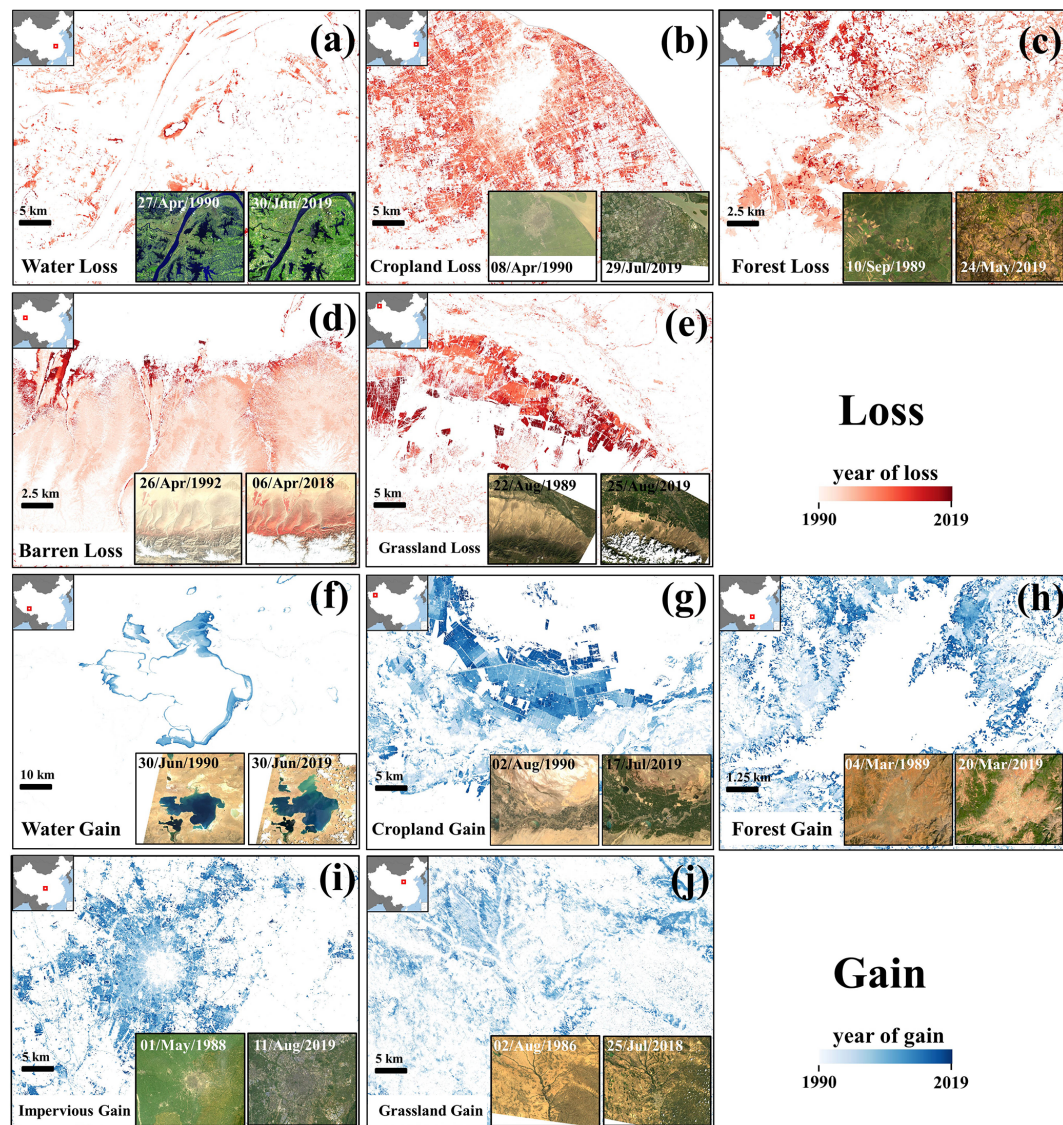 (a)
27/Apr/1990
30/Jun/2019
5 km
Water Loss
(b)
5 km
Cropland Loss
08/Apr/1990
29/Jul/2019
(c)
2.5 km
Forest Loss
10/Sep/1989
24/May/2019
(d)
26/Apr/1992
06/Apr/2018
2.5 km
Barren Loss
(e)
22/Aug/1989
25/Aug/2019
5 km
Grassland Loss
Loss
year of loss
1990
2019
(f)
30/Jun/1990
30/Jun/2019
10 km
Water Gain
(g)
02/Aug/1990
17/Jul/2019
5 km
Cropland Gain
(h)
04/Mar/1989
20/Mar/2019
1.25 km
Forest Gain
(i)
01/May/1988
11/Aug/2019
5 km
Impervious Gain
(j)
02/Aug/1986
25/Jul/2018
5 km
Grassland Gain
Gain
year of gain
1990
2019